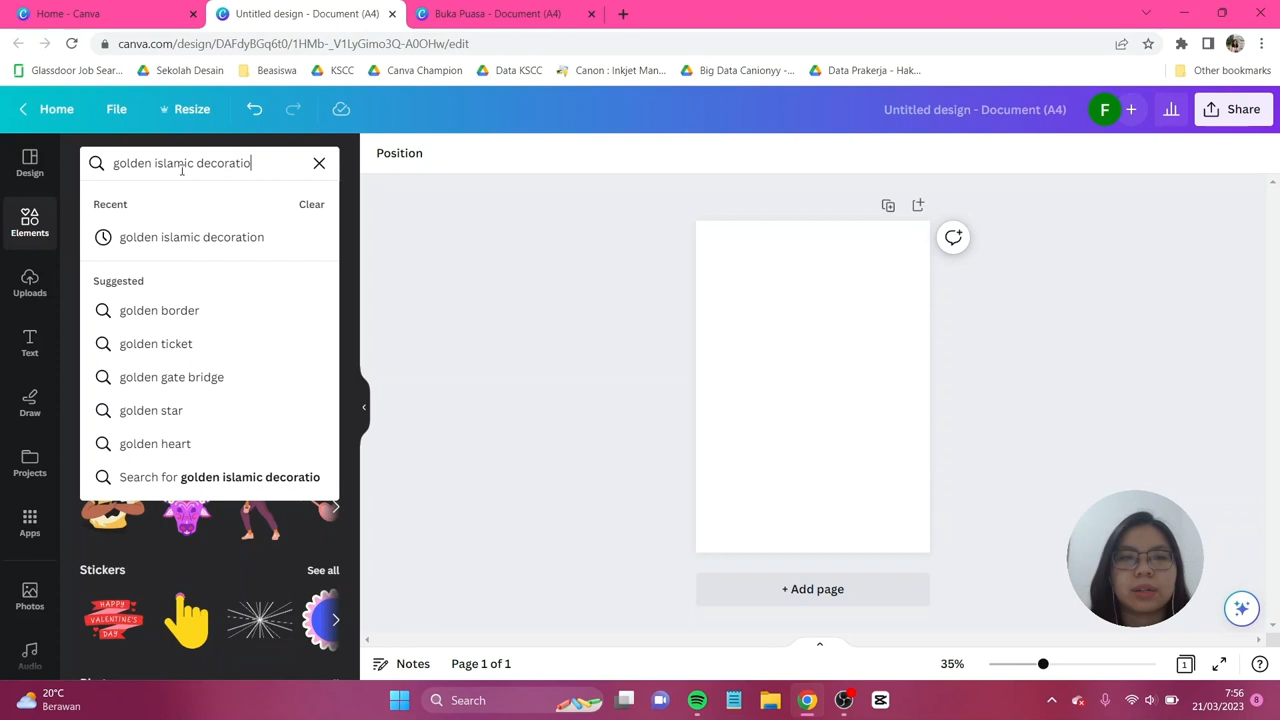 Home - Canva
Untitled design - Document (A4)
Buka Puasa - Document (A4)
canva.com/design/DAFdyBGq6t0/1HMb-_V1LyGimo3Q-A0OHw/edit
Glassdoor Job Sear...
Sekolah Desain
Beasiswa
KSCC
Canva Champion
Data KSCC
Canon : Inkjet Man...
Big Data Canionyy -...
Data Prakerja - Hak...
Other bookmarks
Home
File
Resize
Untitled design - Document (A4)
F
Share
Design
Elements
Uploads
Text
Draw
Projects
Apps
Photos
Audio
golden islamic decoratio
Recent
Clear
golden islamic decoration
Suggested
golden border
golden ticket
golden gate bridge
golden star
golden heart
Search for golden islamic decoratio
Stickers
See all
HAPPY
VALENTINE'S
DAY
Position
+ Add page
Notes
Page 1 of 1
35%
1
20°C
Berawan
Search
7:56
21/03/2023
8